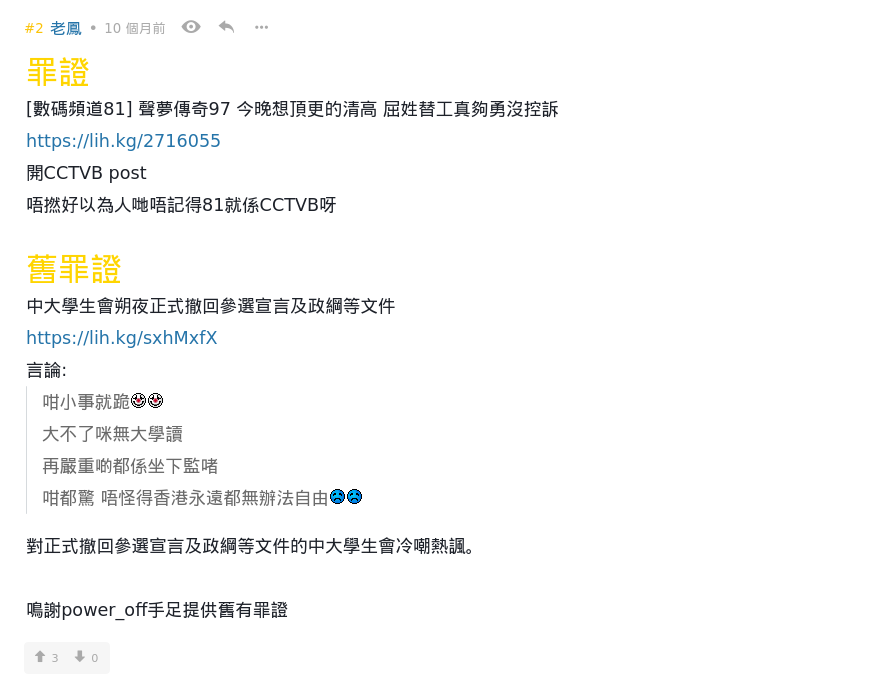 #2 老鳳 • 10 個月前
罪證
[數碼頻道81] 聲夢傳奇97 今晚想頂更的清高 屈姓替工真夠勇沒控訴
https://lih.kg/2716055
開CCTVB post
唔撚好以為人哋唔記得81就係CCTVB呀
舊罪證
中大學生會朔夜正式撤回參選宣言及政綱等文件
https://lih.kg/sxhMxfX
言論:
咁小事就跪
大不了咪無大學讀
再嚴重啲都係坐下監啫
咁都驚 唔怪得香港永遠都無辦法自由
對正式撤回參選宣言及政綱等文件的中大學生會冷嘲熱諷。
鳴謝power_off手足提供舊有罪證
3 0